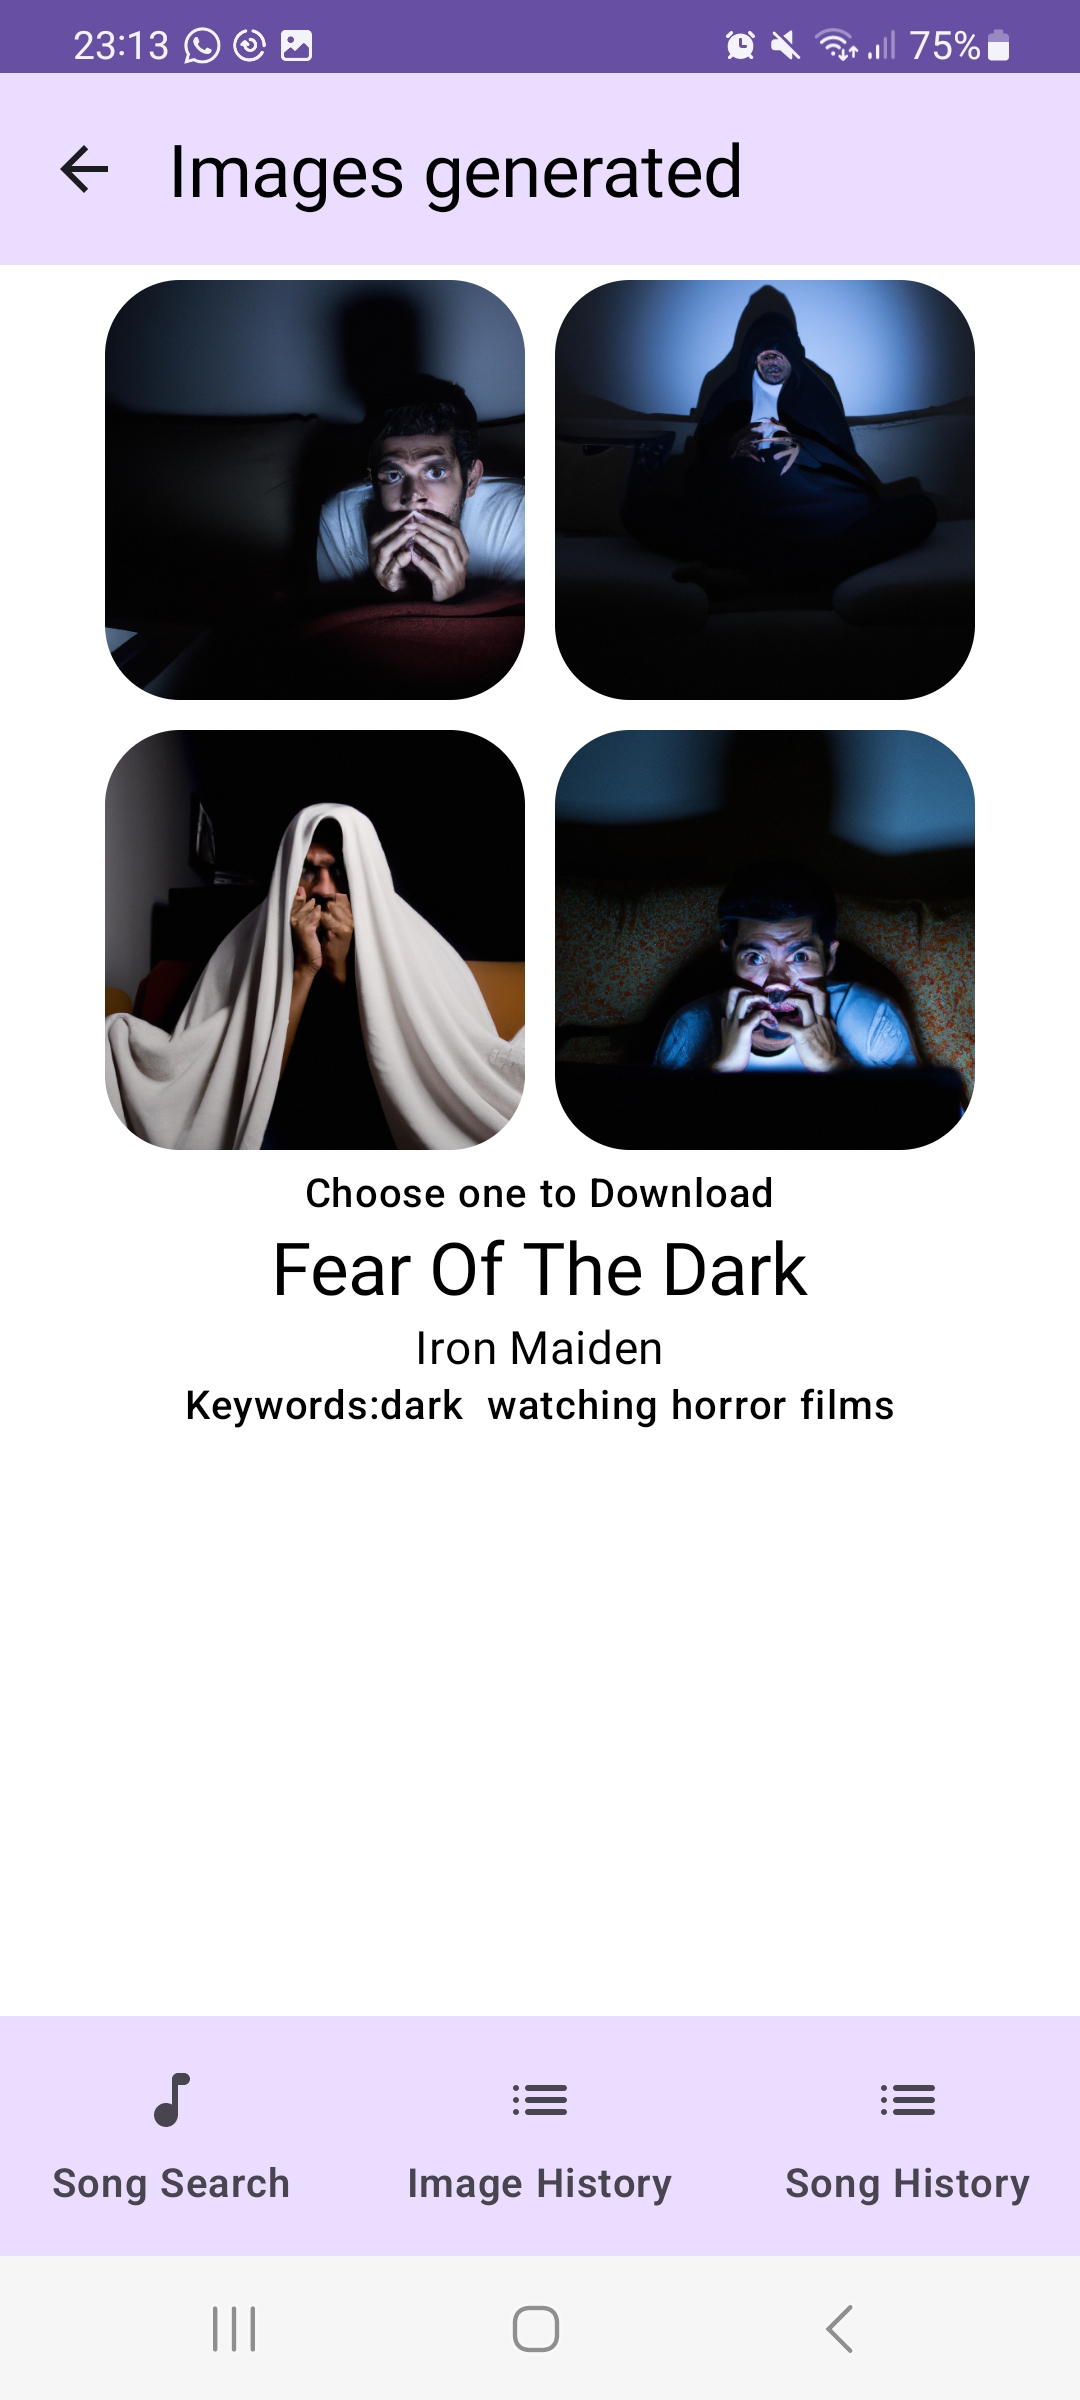 23:13 75%
Images generated
Choose one to Download
Fear Of The Dark
Iron Maiden
Keywords:dark  watching horror films
Song Search Image History Song History